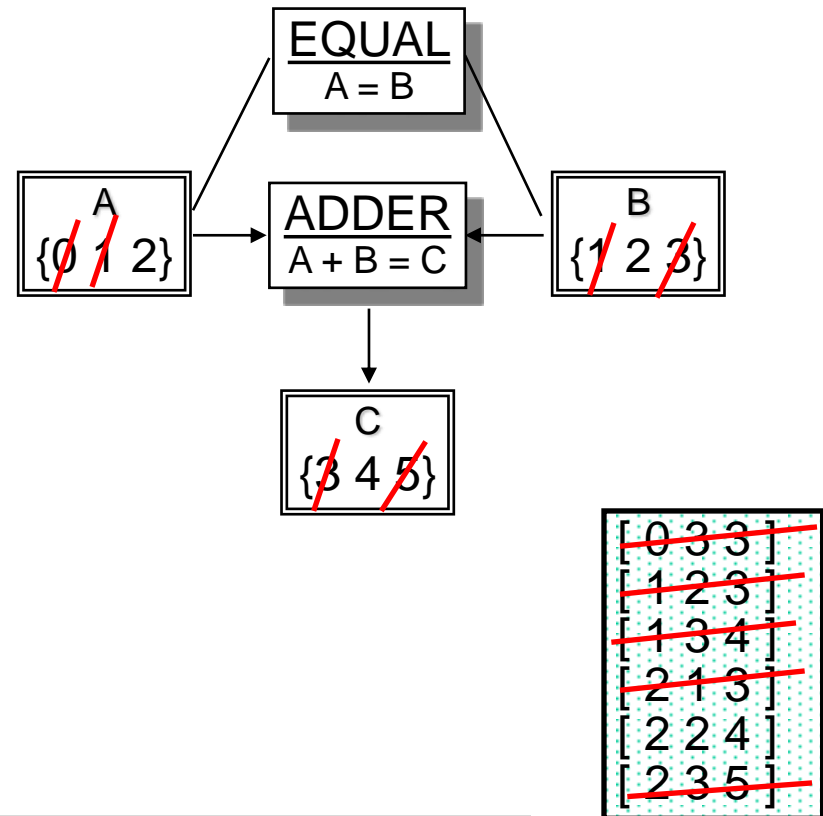 EQUAL
A = B
A
{0 1 2}
ADDER
A + B = C
B
{1 2 3}
C
{3 4 5}
[ 0 3 3 ]
[ 1 2 3 ]
[ 1 3 4 ]
[ 2 1 3 ]
[ 2 2 4 ]
[ 2 3 5 ]